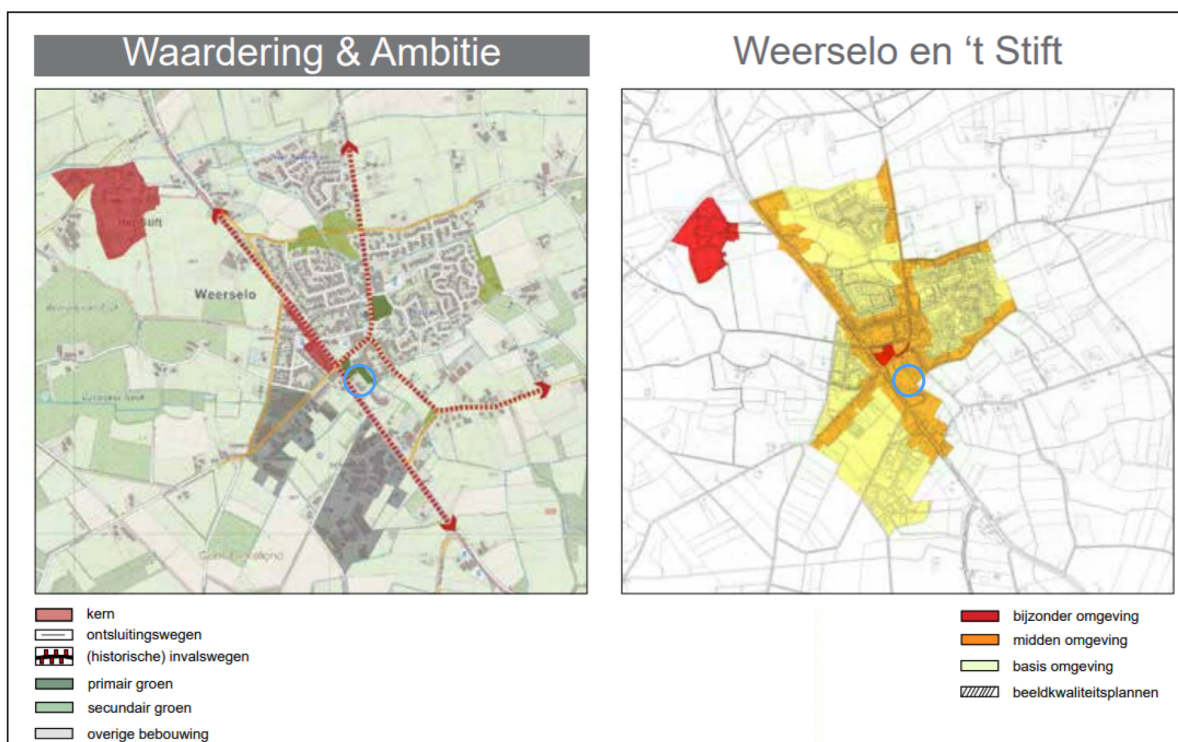 Waardering & Ambitie
Weerselo en ‘t Stift
Het Stift
Weerselo
kern
ontsluitingswegen
(historische) invalswegen
primair groen
secundair groen
overige bebouwing
bijzonder omgeving
midden omgeving
basis omgeving
beeldkwaliteitsplannen